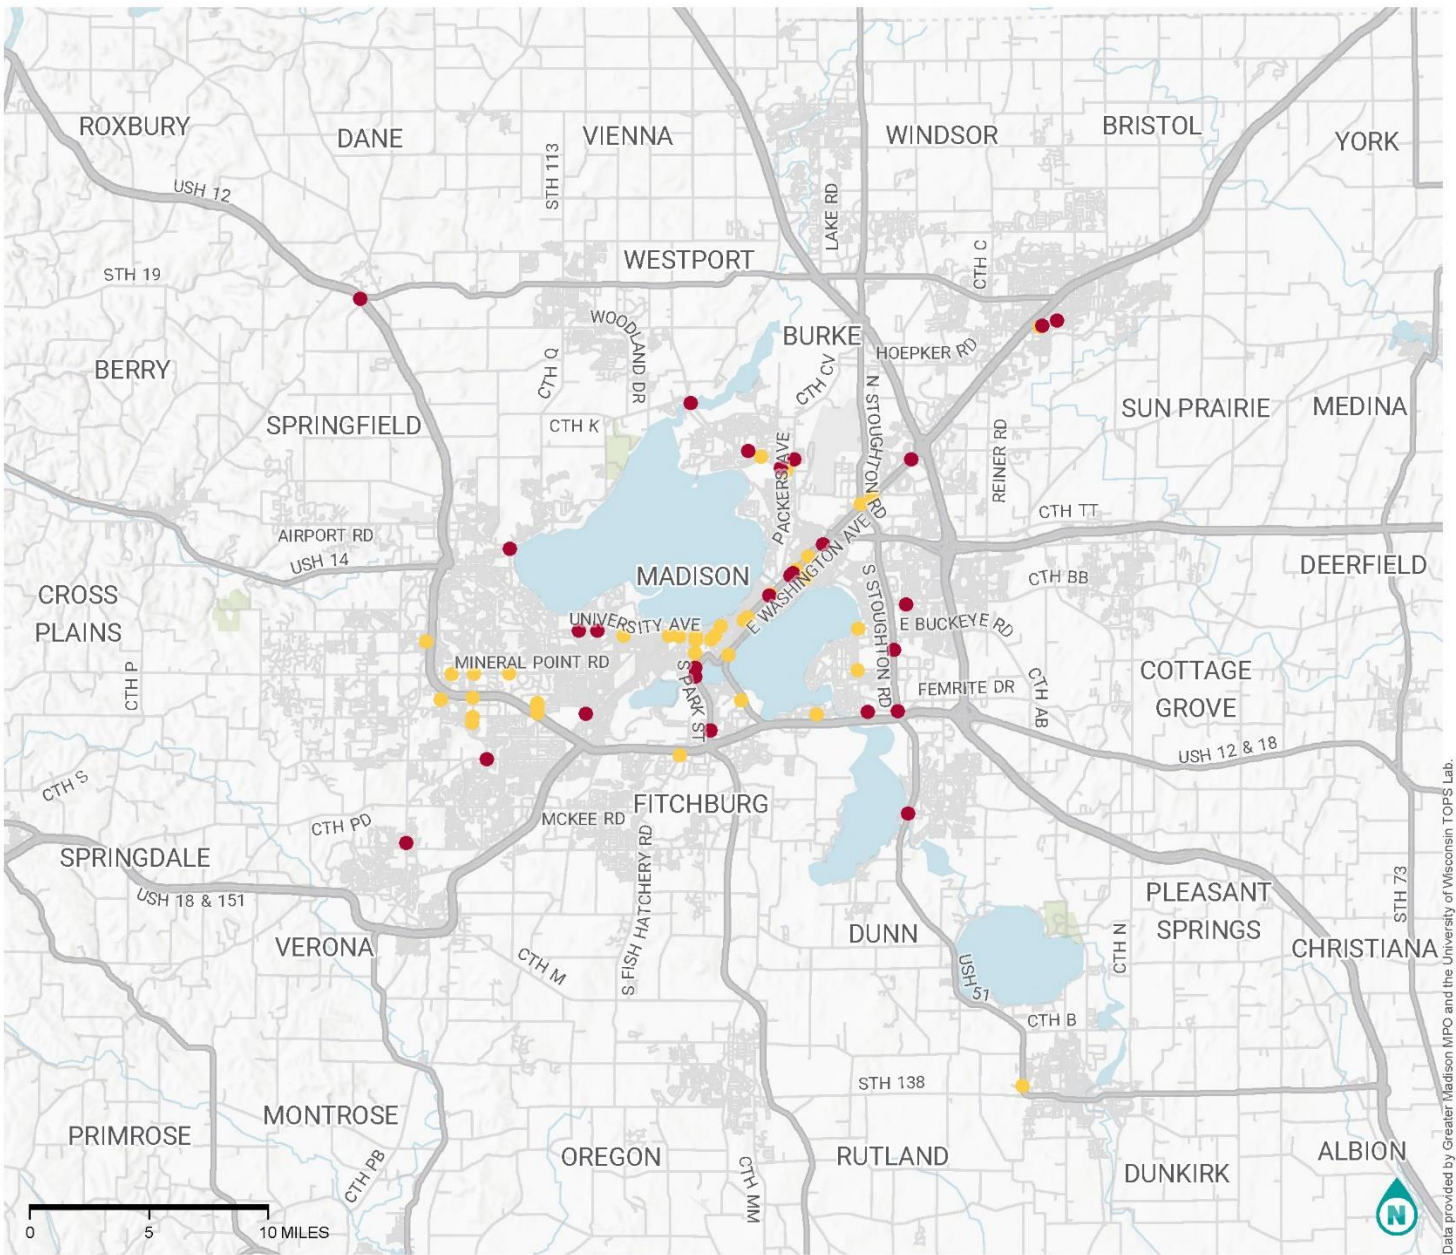 ROXBURY
DANE
VIENNA
WINDSOR
BRISTOL
YORK
USH 12
STH 113
LAKE RD
WESTPORT
CTH C
STH 19
WOODLAND DR
BURKE
HOEPKER RD
BERRY
CTH Q
CTH CV
SPRINGFIELD
CTH K
N STOUGHTON RD
SUN PRAIRIE
MEDINA
PACKERS AVE
REINER RD
AIRPORT RD
USH 14
CTH TT
MADISON
E WASHINGTON AVE
CTH BB
DEERFIELD
CROSS
PLAINS
UNIVERSITY AVE
S STOUGHTON RD
E BUCKEYE RD
CTH P
MINERAL POINT RD
S PARK ST
FEMRITE DR
CTH AB
COTTAGE
GROVE
USH 12 & 18
CTH S
FITCHBURG
CTH PD
MCKEE RD
SPRINGDALE
USH 18 & 151
S FISH HATCHERY RD
PLEASANT
SPRINGS
STH 73
VERONA
DUNN
CTH N
CHRISTIANA
CTH M
USH 51
CTH B
STH 138
MONTROSE
PRIMROSE
OREGON
RUTLAND
ALBION
CTH PB
CTH MM
DUNKIRK
0 5 10 MILES
N
Data provided by Greater Madison MPO and the University of Wisconsin TOPS Lab.